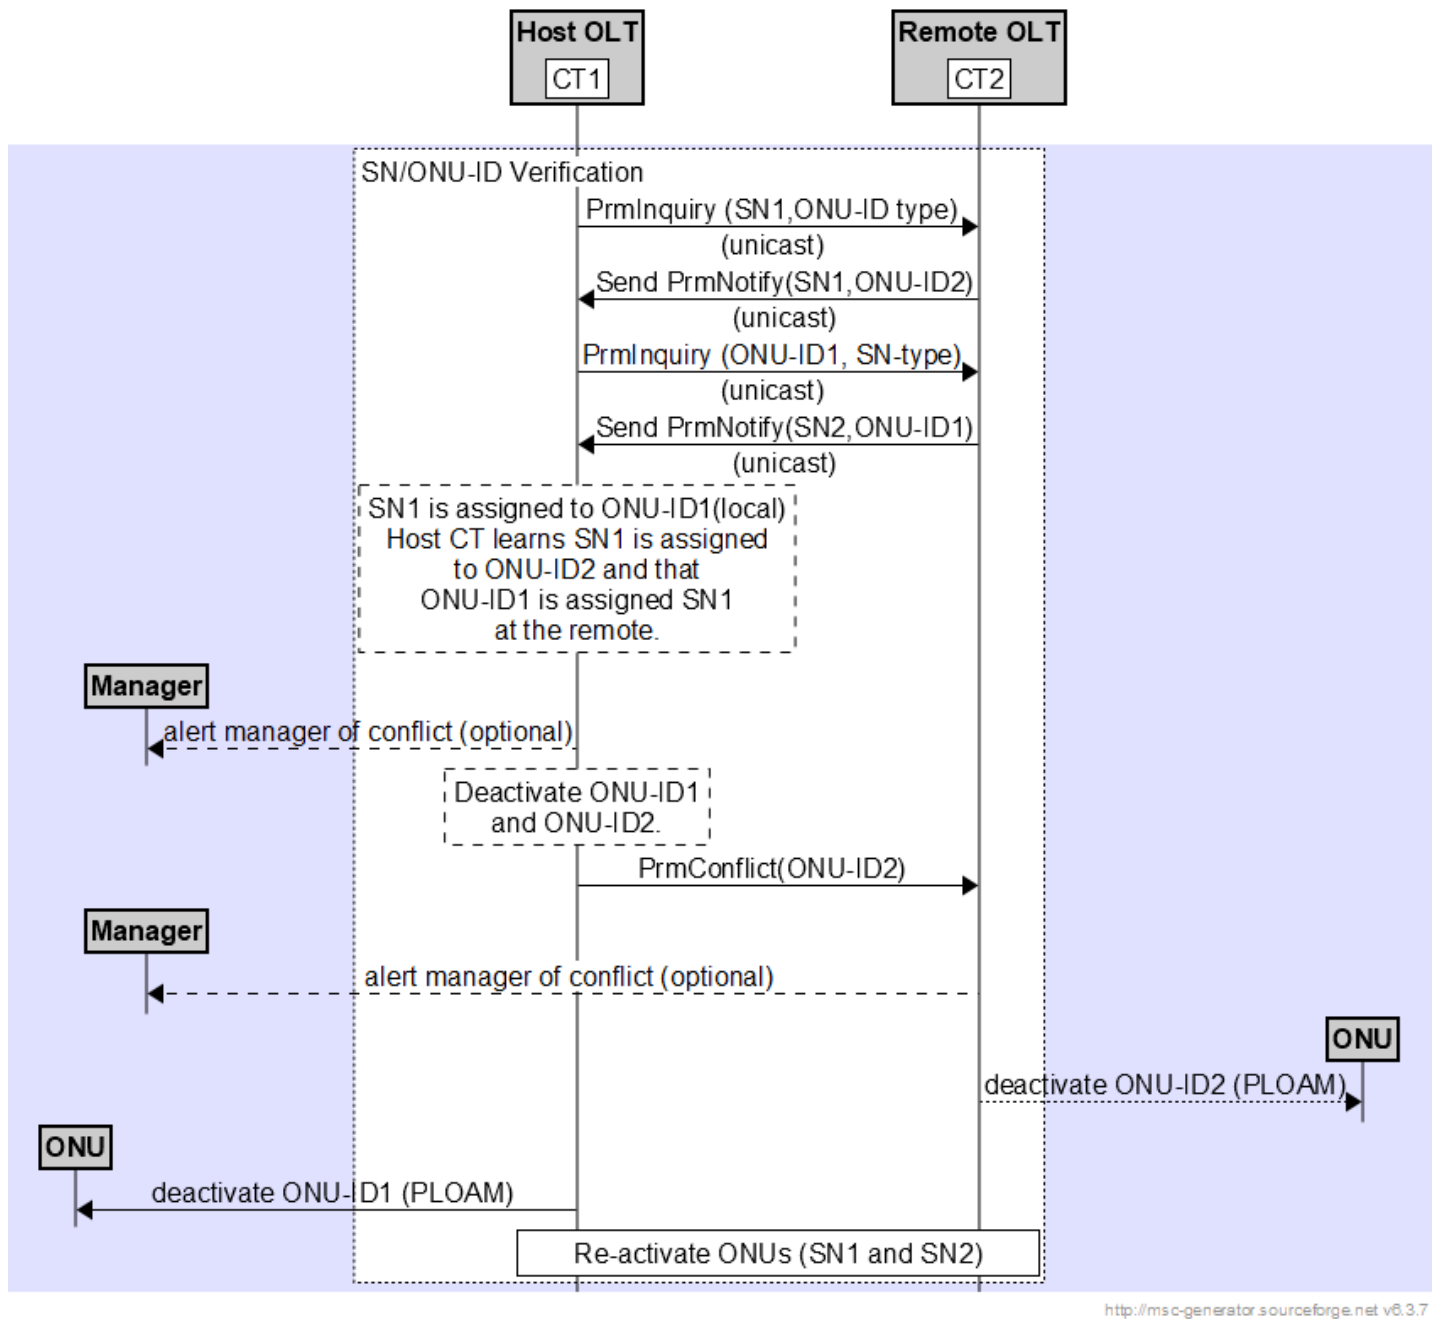 Host OLT
CT1
Remote OLT
CT2
SN/ONU-ID Verification
PrmInquiry (SN1,ONU-ID type)
(unicast)
Send PrmNotify(SN1,ONU-ID2)
(unicast)
PrmInquiry (ONU-ID1, SN-type)
(unicast)
Send PrmNotify(SN2,ONU-ID1)
(unicast)
SN1 is assigned to ONU-ID1(local)
Host CT learns SN1 is assigned
to ONU-ID2 and that
ONU-ID1 is assigned SN1
at the remote.
Manager
alert manager of conflict (optional)
Deactivate ONU-ID1
and ONU-ID2.
PrmConflict(ONU-ID2)
Manager
alert manager of conflict (optional)
ONU
deactivate ONU-ID2 (PLOAM)
ONU
deactivate ONU-ID1 (PLOAM)
Re-activate ONUs (SN1 and SN2)
http://msc-generator.sourceforge.net v6.3.7